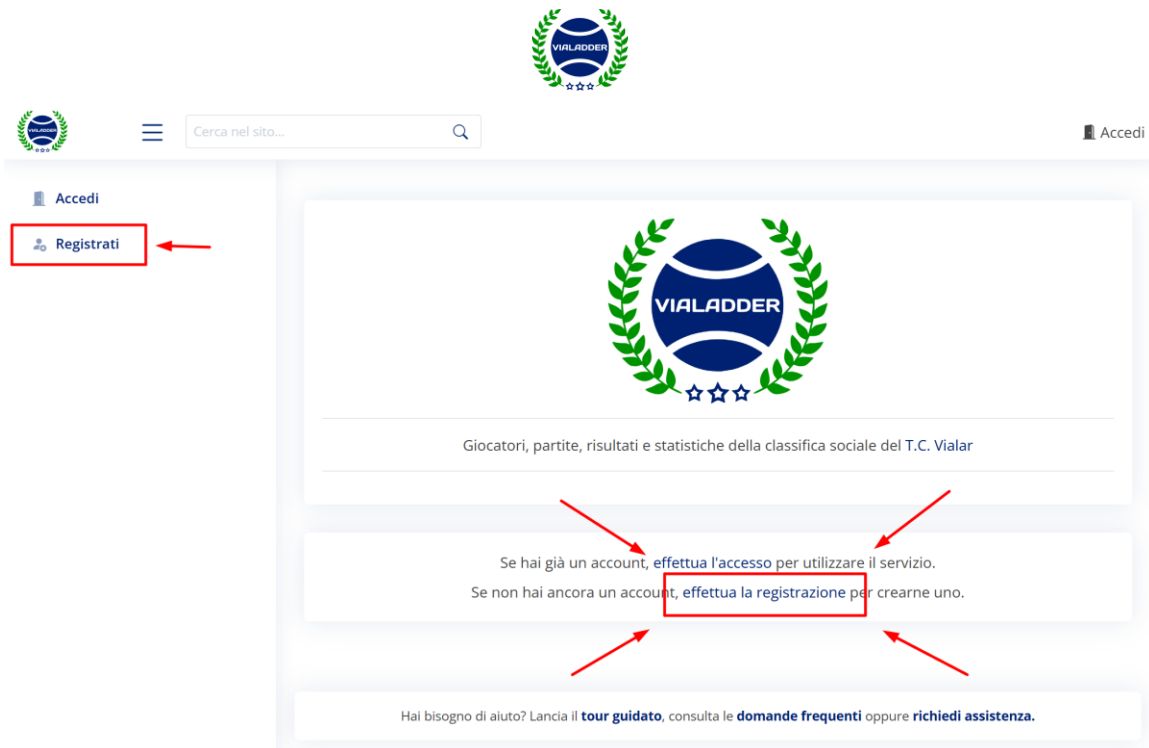 VIALADDER
VIALADDER
Cerca nel sito...
Accedi
Accedi
Registrati
VIALADDER
Giocatori, partite, risultati e statistiche della classifica sociale del T.C. Vialar
Se hai già un account, effettua l'accesso per utilizzare il servizio.
Se non hai ancora un account, effettua la registrazione per crearne uno.
Hai bisogno di aiuto? Lancia il tour guidato, consulta le domande frequenti oppure richiedi assistenza.